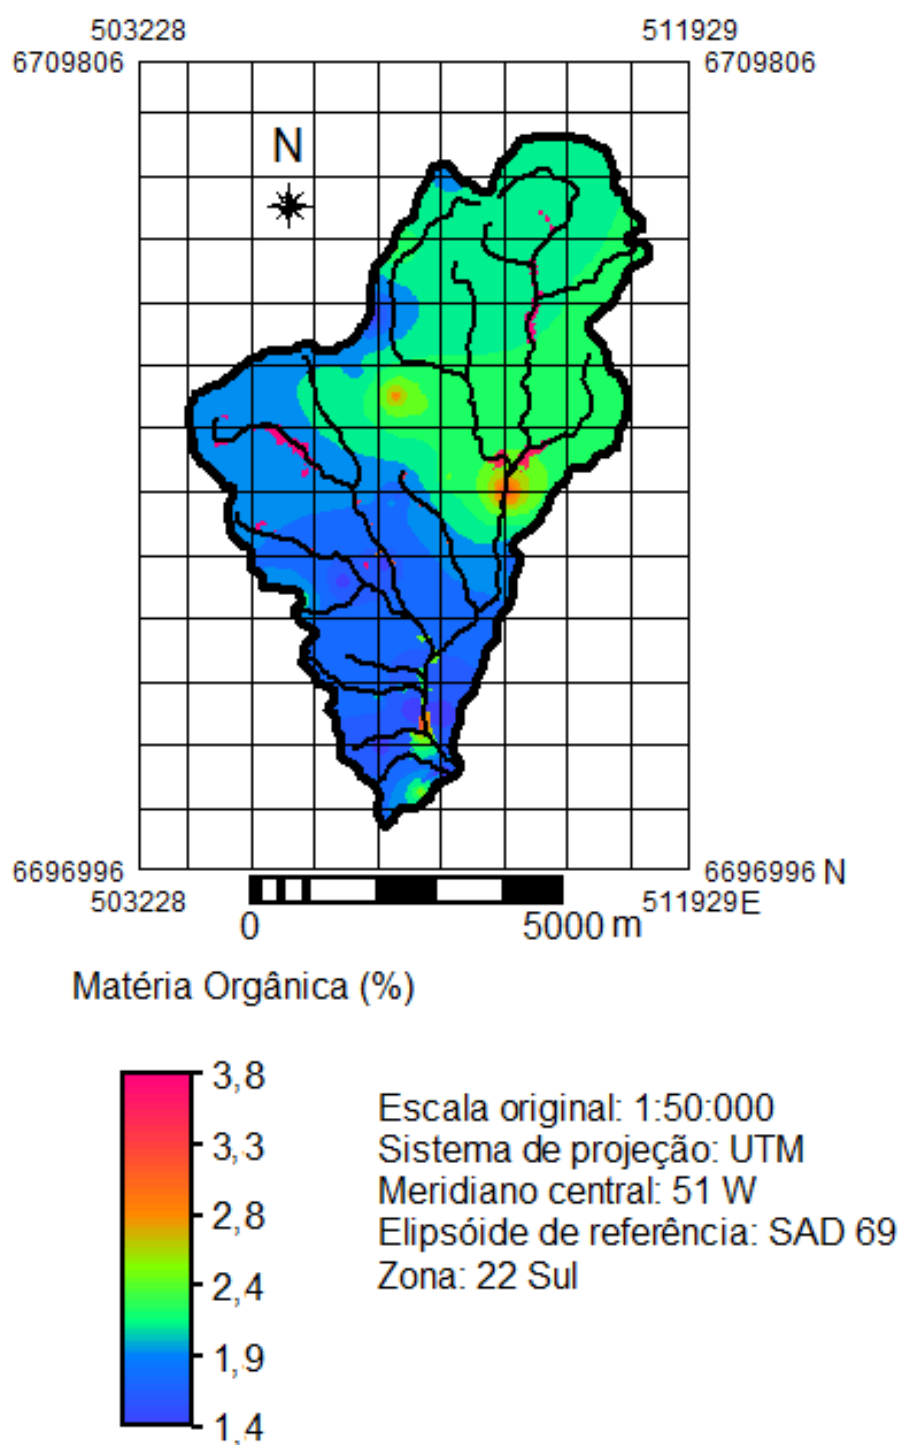 503228 511929
6709806 6709806
N
6696996 6696996 N
503228 511929 E
0 5000 m
Matéria Orgânica (%)
3,8
3,3
2,8
2,4
1,9
1,4
Escala original: 1:50:000
Sistema de projeção: UTM
Meridiano central: 51 W
Elipsóide de referência: SAD 69
Zona: 22 Sul